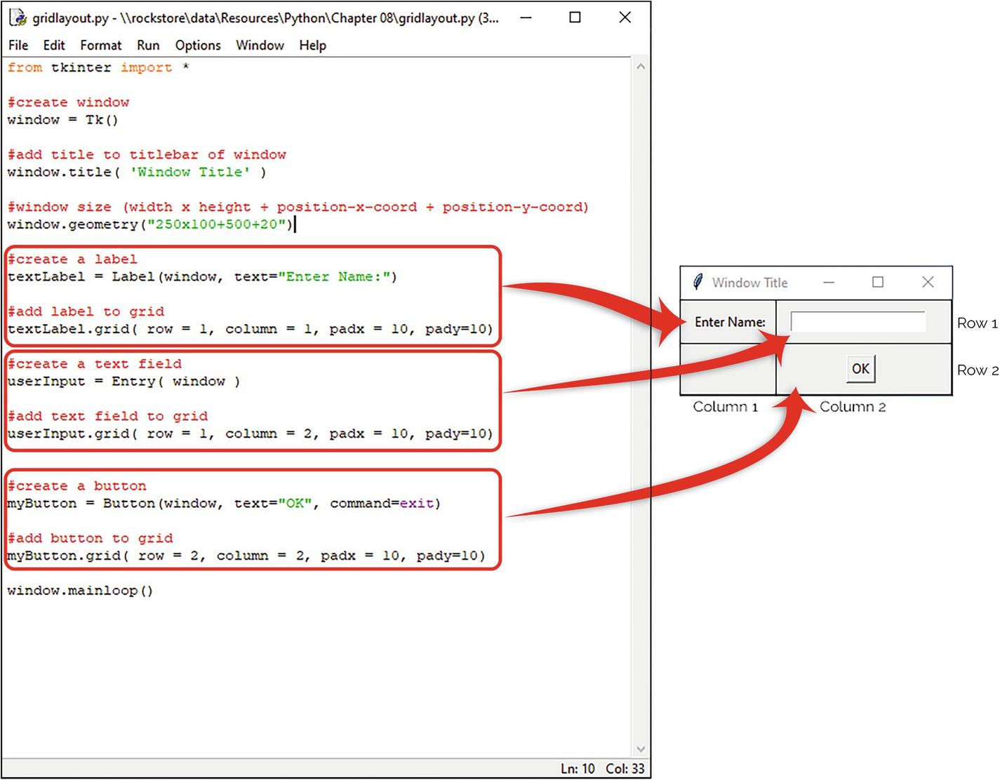 gridlayout.py - \\rockstore\data\Resources\Python\Chapter 08\gridlayout.py (3...
File Edit Format Run Options Window Help
from tkinter import *
#create window
window = Tk()
#add title to titlebar of window
window.title( 'Window Title' )
#window size (width x height + position-x-coord + position-y-coord)
window.geometry("250x100+500+20")
#create a label
textLabel = Label(window, text="Enter Name:")
#add label to grid
textLabel.grid( row = 1, column = 1, padx = 10, pady=10)
#create a text field
userInput = Entry( window )
#add text field to grid
userInput.grid( row = 1, column = 2, padx = 10, pady=10)
#create a button
myButton = Button(window, text="OK", command=exit)
#add button to grid
myButton.grid( row = 2, column = 2, padx = 10, pady=10)
window.mainloop()
Ln: 10 Col: 33
Window Title
Enter Name:
Row 1
OK
Row 2
Column 1
Column 2